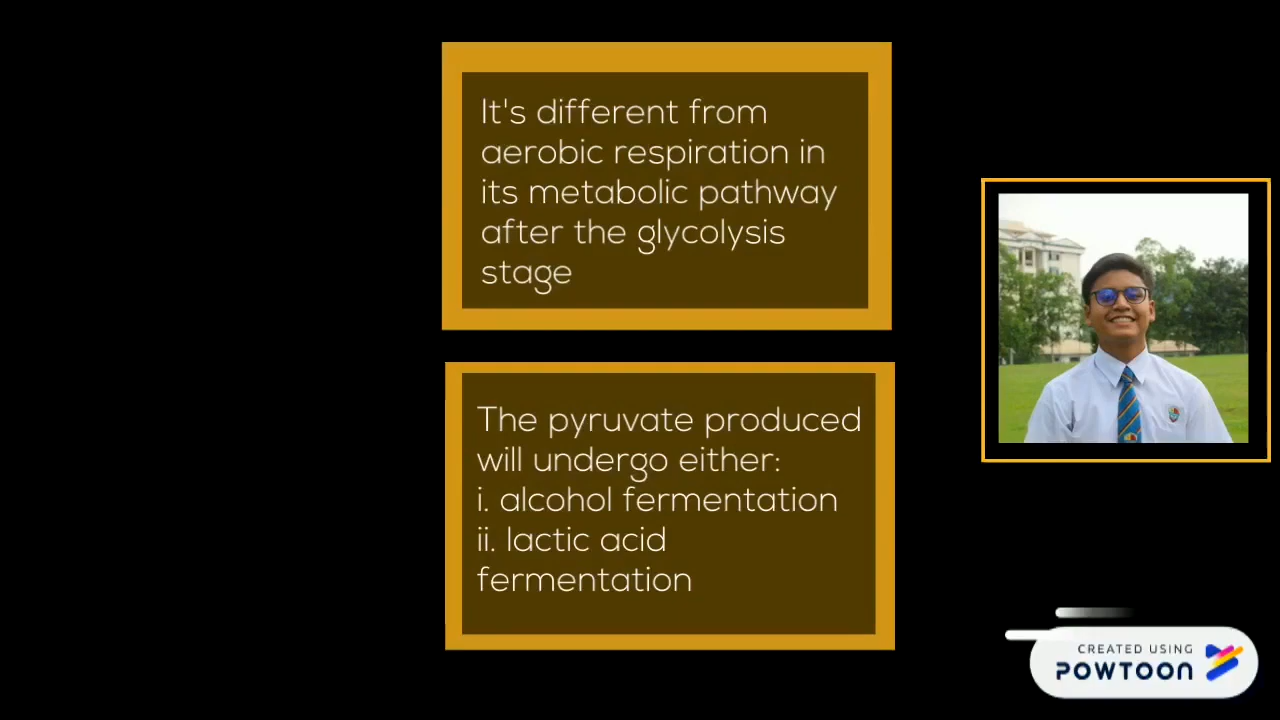 It's different from
aerobic respiration in
its metabolic pathway
after the glycolysis
stage
The pyruvate produced
will undergo either:
i. alcohol fermentation
ii. lactic acid
fermentation
CREATED USING
POWTOON